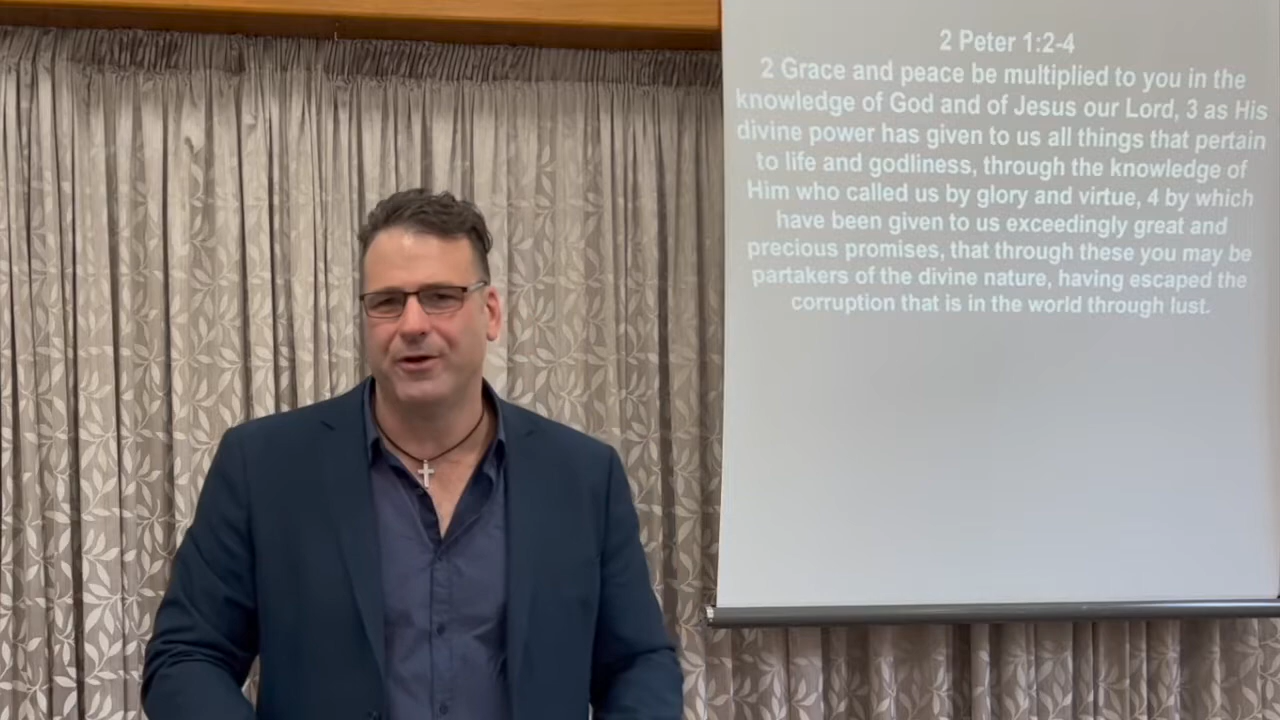 2 Peter 1:2-4
2 Grace and peace be multiplied to you in the
knowledge of God and of Jesus our Lord, 3 as His
divine power has given to us all things that pertain
to life and godliness, through the knowledge of
Him who called us by glory and virtue, 4 by which
have been given to us exceedingly great and
precious promises, that through these you may be
partakers of the divine nature, having escaped the
corruption that is in the world through lust.